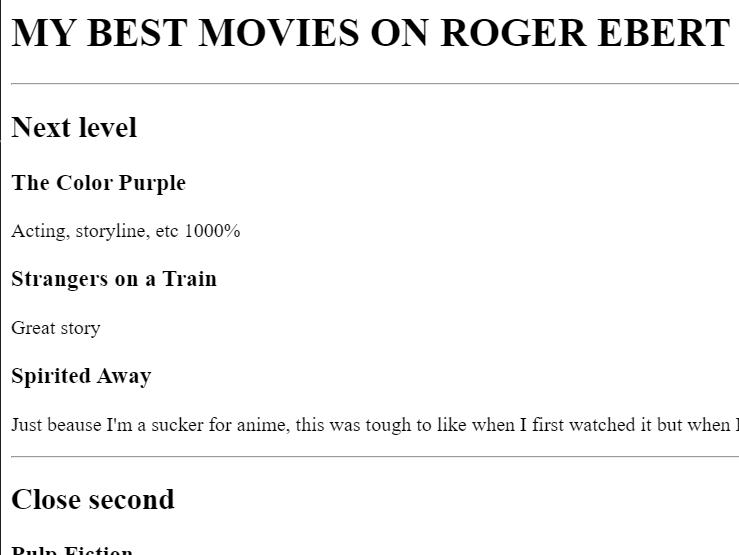 MY BEST MOVIES ON ROGER EBERT
Next level
The Color Purple
Acting, storyline, etc 1000%
Strangers on a Train
Great story
Spirited Away
Just beause I'm a sucker for anime, this was tough to like when I first watched it but when I
Close second
Pulp Fiction